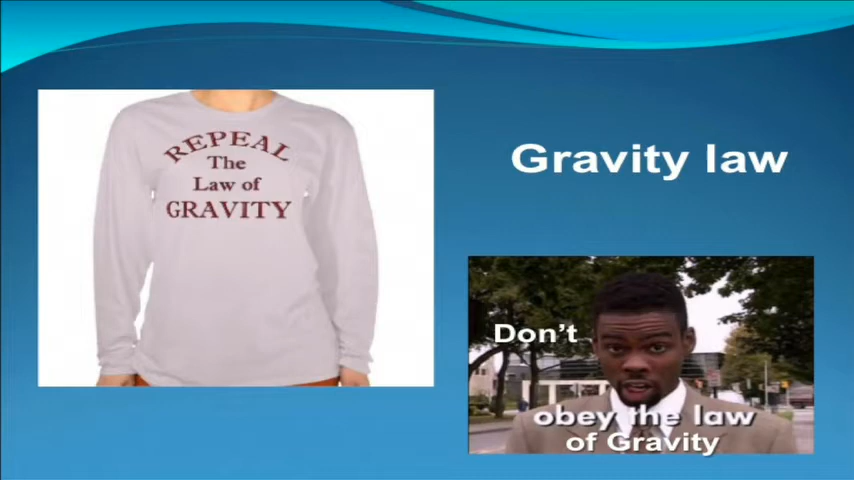 REPEAL
The
Law of
GRAVITY
Gravity law
Don't
obey the law
of Gravity